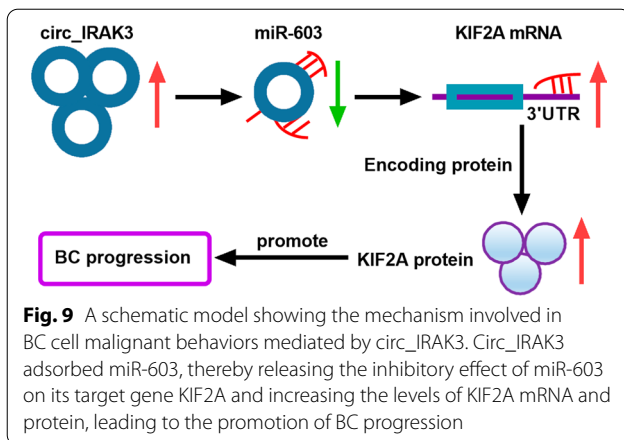 circ_IRAK3 miR-603 KIF2A mRNA
3'UTR
Encoding protein
BC progression promote KIF2A protein
Fig. 9 A schematic model showing the mechanism involved in
BC cell malignant behaviors mediated by circ_IRAK3. Circ_IRAK3
adsorbed miR-603, thereby releasing the inhibitory effect of miR-603
on its target gene KIF2A and increasing the levels of KIF2A mRNA and
protein, leading to the promotion of BC progression